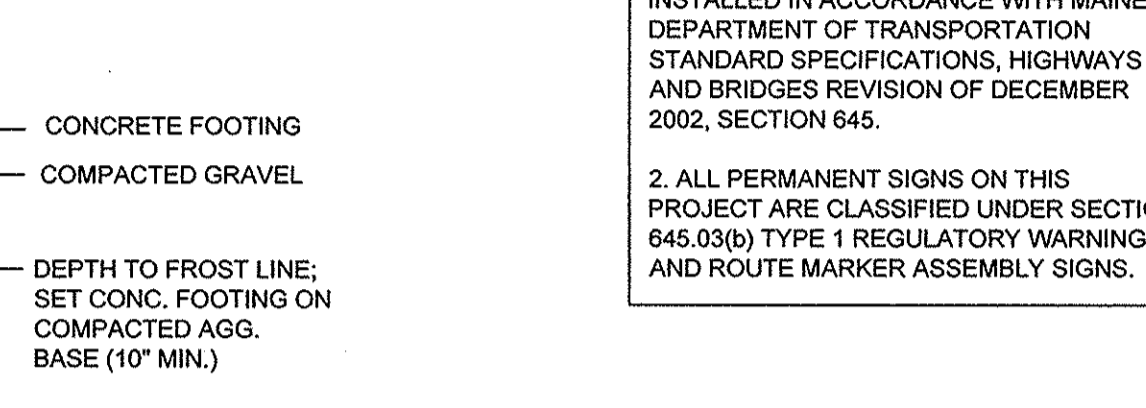 — CONCRETE FOOTING
— COMPACTED GRAVEL
— DEPTH TO FROST LINE;
SET CONC. FOOTING ON
COMPACTED AGG.
BASE (10" MIN.)
INSTALLED IN ACCORDANCE WITH MAINE
DEPARTMENT OF TRANSPORTATION
STANDARD SPECIFICATIONS, HIGHWAYS
AND BRIDGES REVISION OF DECEMBER
2002, SECTION 645.
2. ALL PERMANENT SIGNS ON THIS
PROJECT ARE CLASSIFIED UNDER
645.03(b) TYPE 1 REGULATORY WARNING
AND ROUTE MARKER ASSEMBLY SIGNS.